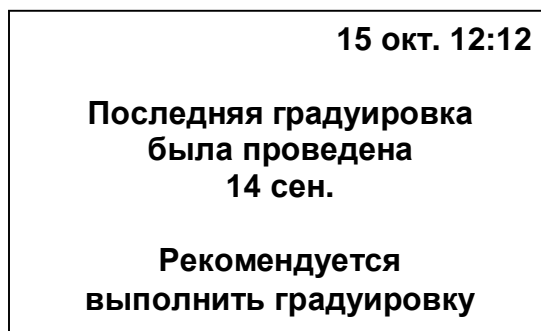 15 окт. 12:12
Последняя градуировка
была проведена
14 сен.
Рекомендуется
выполнить градуировку